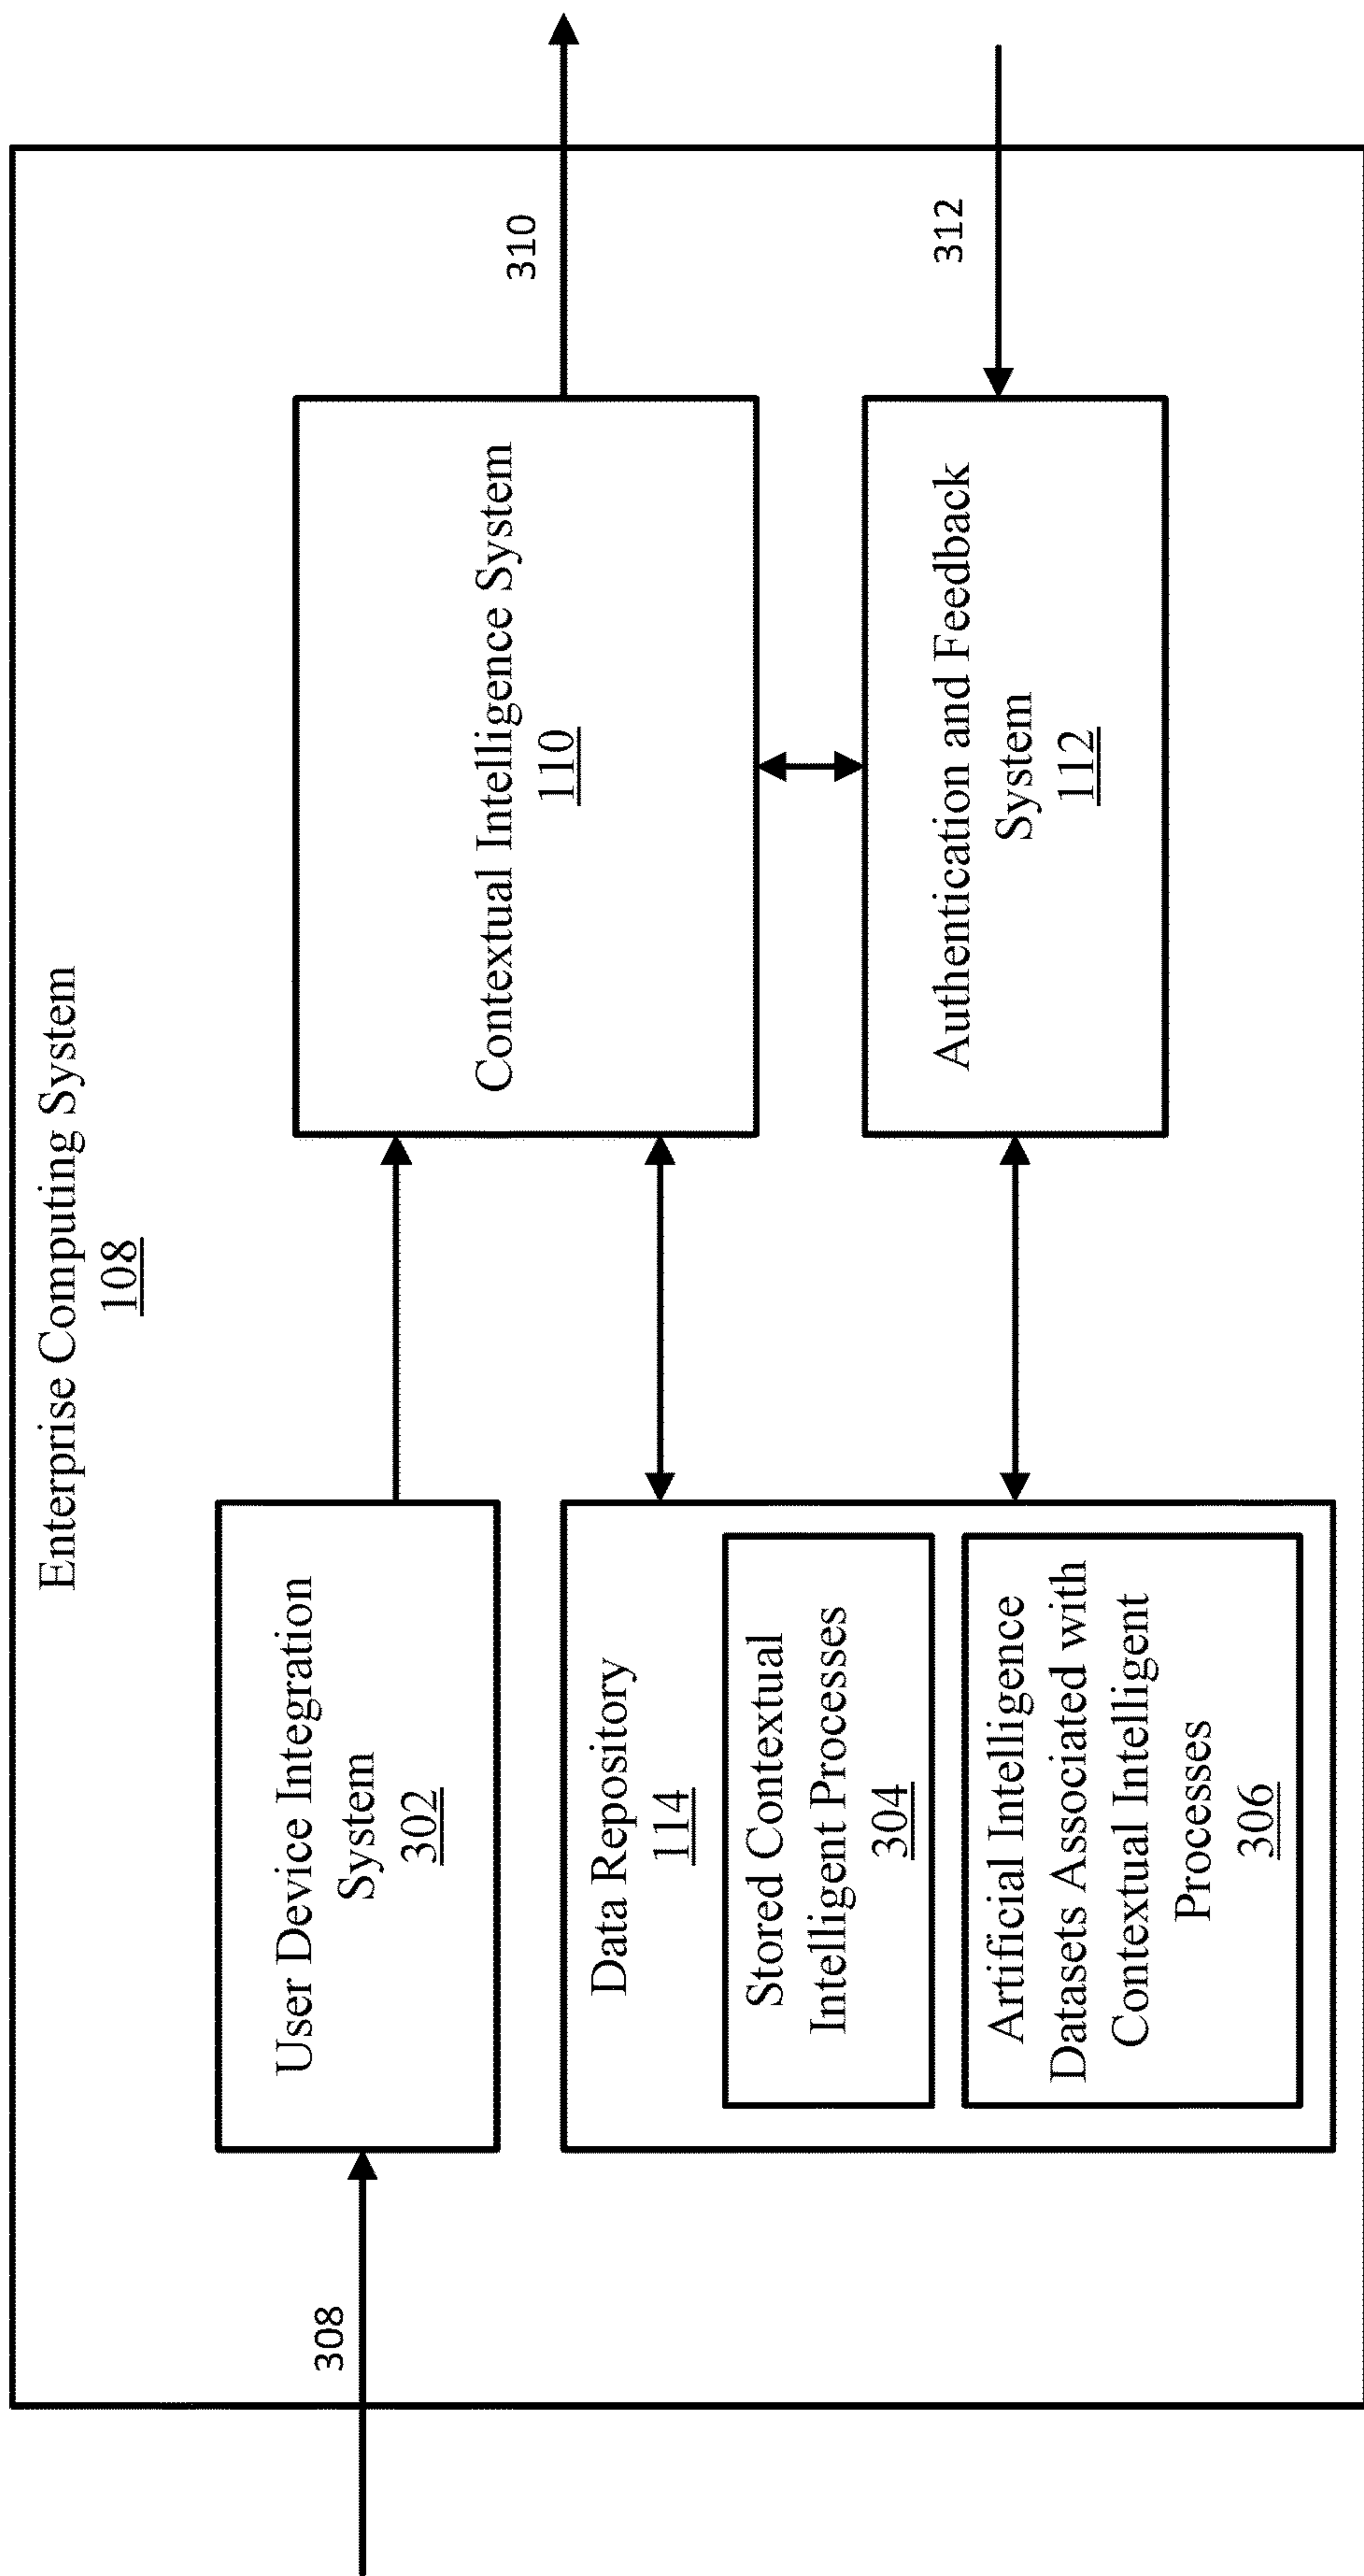 Enterprise Computing System
108
308
User Device Integration
System
302
Data Repository
114
Stored Contextual
Intelligent Processes
304
Artificial Intelligence
Datasets Associated with
Contextual Intelligent
Processes
306
Contextual Intelligence System
110
Authentication and Feedback
System
112
310
312